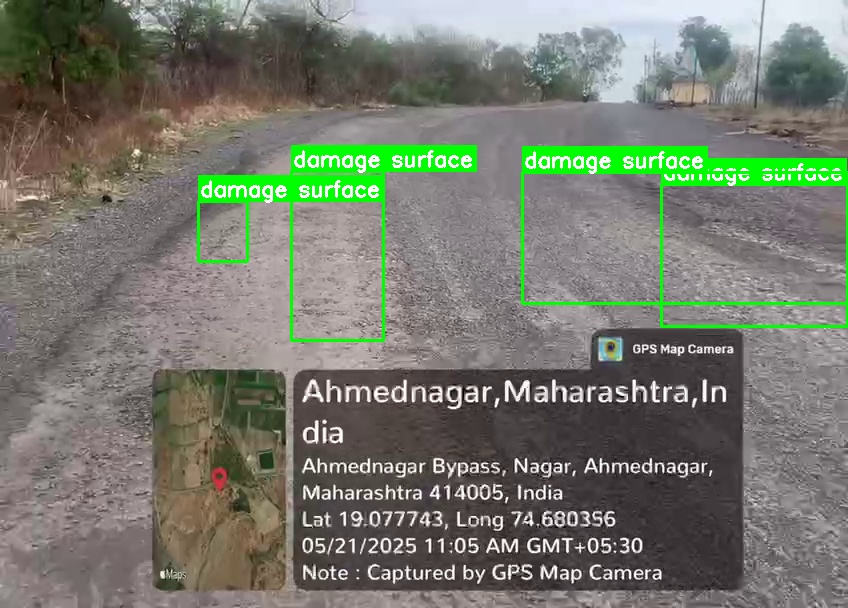 damage surface
damage surface
damage surface
damage surface
GPS Map Camera
Ahmednagar,Maharashtra,In
dia
Ahmednagar Bypass, Nagar, Ahmednagar,
Maharashtra 414005, India
Lat 19.077743, Long 74.680356
05/21/2025 11:05 AM GMT+05:30
Note : Captured by GPS Map Camera
Maps